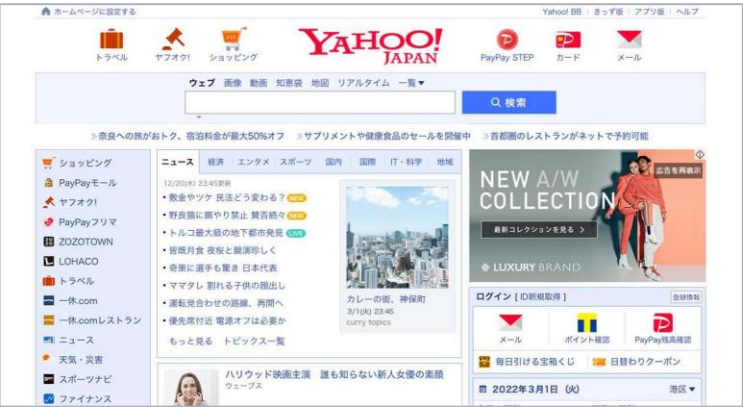 ホームページに設定する
Yahoo! BB | きっず版 | アプリ版 | ヘルプ
トラベル
ヤフオク!
ショッピング
YAHOO!
JAPAN
PayPay STEP
カード
メール
ウェブ 画像 動画 知恵袋 地図 リアルタイム 一覧▼
検索
奈良への旅がおトク、宿泊料金が最大50%オフ
サプリメントや健康食品のセールを開催中
首都圏のレストランがネットで予約可能
ショッピング
PayPayモール
ヤフオク!
PayPayフリマ
ZOZOTOWN
LOHACO
トラベル
一休.com
一休.comレストラン
ニュース
天気・災害
スポーツナビ
ファイナンス
ニュース 経済 エンタメ スポーツ 国内 国際 IT・科学 地域
12/20(木) 23:45更新
・敷金やツケ 民法どう変わる? NEW
・野良猫に餌やり禁止 賛否続々 NEW
・トルコ最大級の地下都市発見 LIVE
・皆既月食 夜桜と競演珍しく
・奇策に選手も驚き 日本代表
・ママタレ 割れる子供の顔出し
・運転見合わせの路線、再開へ
・優先席付近 電源オフは必要か
もっと見る トピックス一覧
カレーの街、神保町
3/1(火) 23:45
curry topics
ハリウッド映画主演 誰も知らない新人女優の素顔
ウェーブス
広告を再表示
NEW A/W
COLLECTION
最新コレクションを見る >
LUXURY BRAND
ログイン [ ID新規取得 ]
登録情報
メール
ポイント確認
PayPay残高確認
毎日引ける宝箱くじ
日替わりクーポン
2022年3月1日 (火)
港区▼